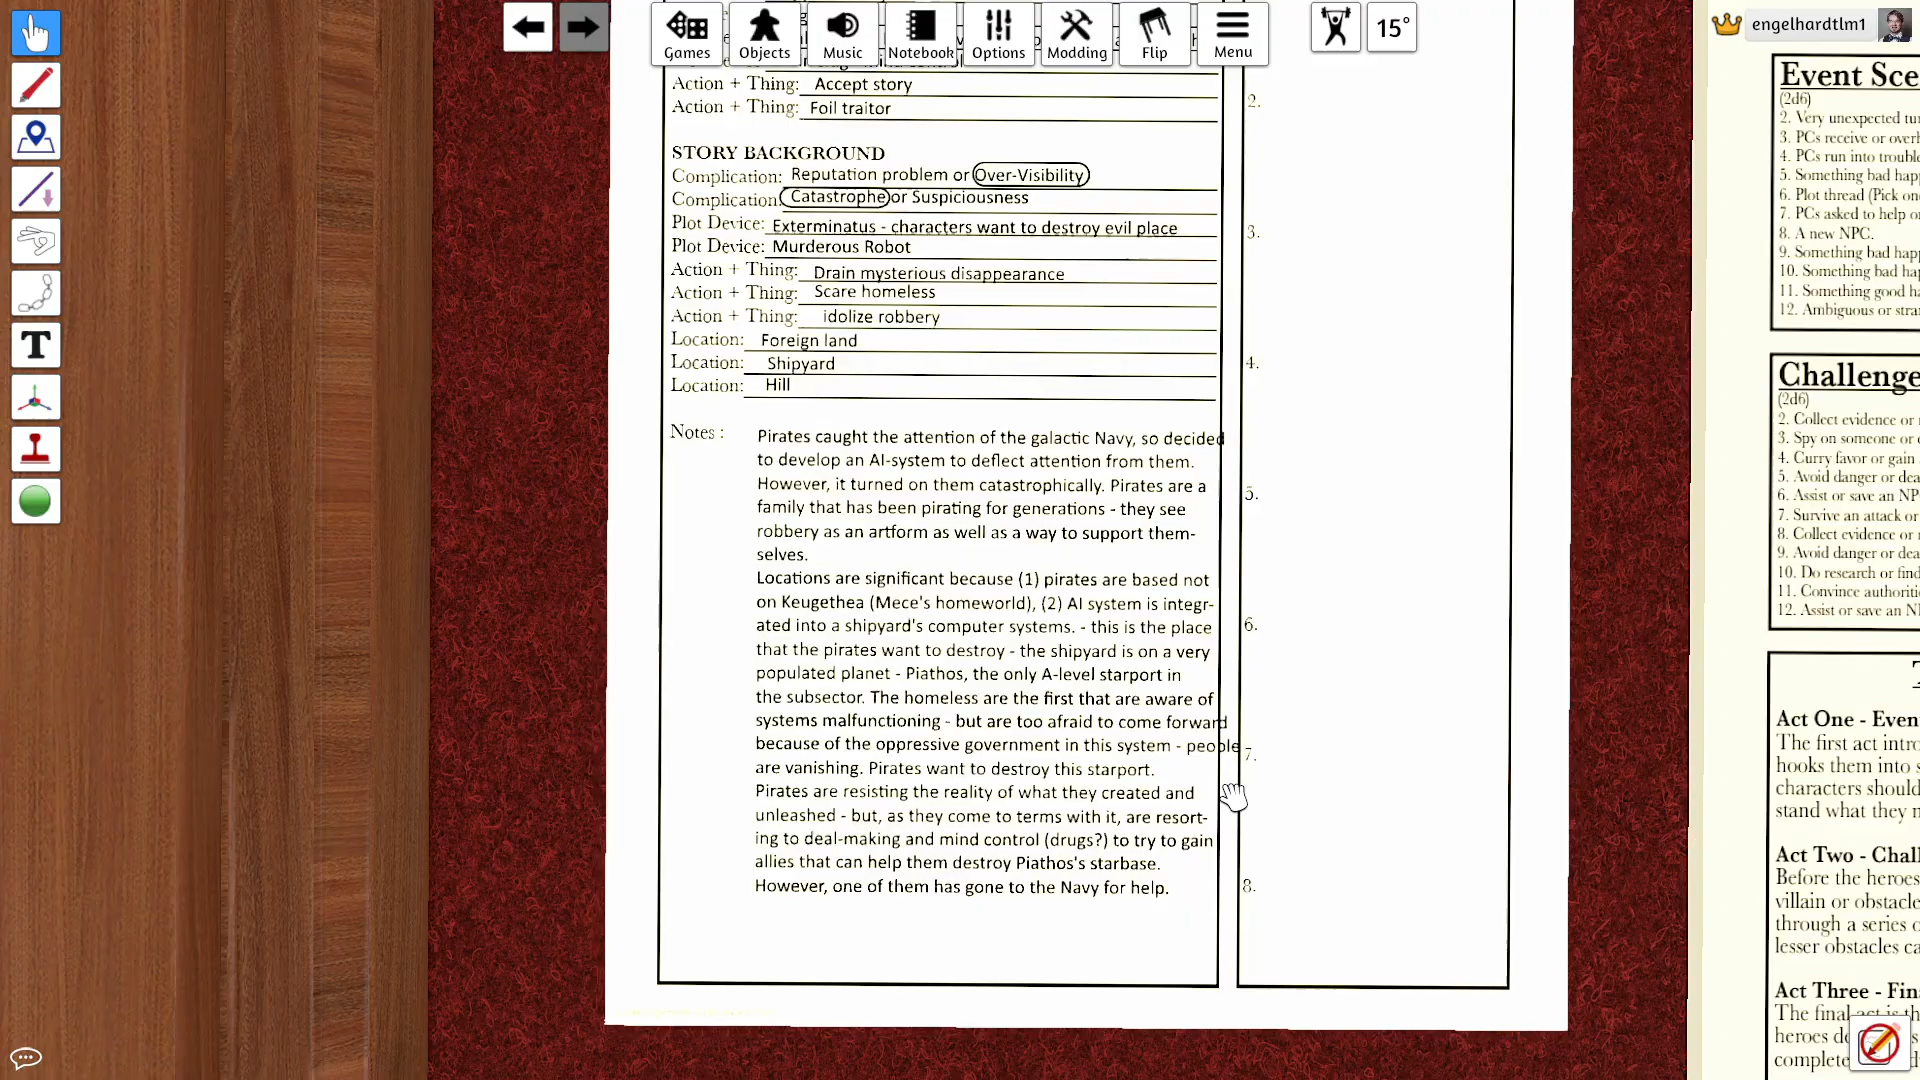 Games
Objects
Music
Notebook
Options
Modding
Flip
Menu
15°
engelhardtlm1
Action + Thing: Accept story
Action + Thing: Foil traitor
STORY BACKGROUND
Complication: Reputation problem or Over-Visibility
Complication: Catastrophe or Suspiciousness
Plot Device: Exterminatus - characters want to destroy evil place
Plot Device: Murderous Robot
Action + Thing: Drain mysterious disappearance
Action + Thing: Scare homeless
Action + Thing: idolize robbery
Location: Foreign land
Location: Shipyard
Location: Hill
Notes :
Pirates caught the attention of the galactic Navy, so decided
to develop an AI-system to deflect attention from them.
However, it turned on them catastrophically. Pirates are a
family that has been pirating for generations - they see
robbery as an artform as well as a way to support them-
selves.
Locations are significant because (1) pirates are based not
on Keugethea (Mece's homeworld), (2) AI system is integr-
ated into a shipyard's computer systems. - this is the place
that the pirates want to destroy - the shipyard is on a very
populated planet - Piathos, the only A-level starport in
the subsector. The homeless are the first that are aware of
systems malfunctioning - but are too afraid to come forward
because of the oppressive government in this system - people
are vanishing. Pirates want to destroy this starport.
Pirates are resisting the reality of what they created and
unleashed - but, as they come to terms with it, are resort-
ing to deal-making and mind control (drugs?) to try to gain
allies that can help them destroy Piathos's starbase.
However, one of them has gone to the Navy for help.
2.
3.
4.
5.
6.
7.
8.
Event Sce
(2d6)
2. Very unexpected tu
3. PCs receive or overh
4. PCs run into trouble
5. Something bad happ
6. Plot thread (Pick one
7. PCs asked to help o
8. A new NPC.
9. Something bad hap
10. Something bad ha
11. Something good ha
12. Ambiguous or stra
Challenge
(2d6)
2. Collect evidence or
3. Spy on someone or
4. Curry favor or gain
5. Avoid danger or dea
6. Assist or save an NP
7. Survive an attack or
8. Collect evidence or
9. Avoid danger or dea
10. Do research or find
11. Convince authoriti
12. Assist or save an N
Act One - Even
The first act intro
hooks them into s
characters should
stand what they n
Act Two - Chall
Before the heroes
villain or obstacle
through a series o
lesser obstacles ca
Act Three - Fin
The final act is th
heroes de
complete